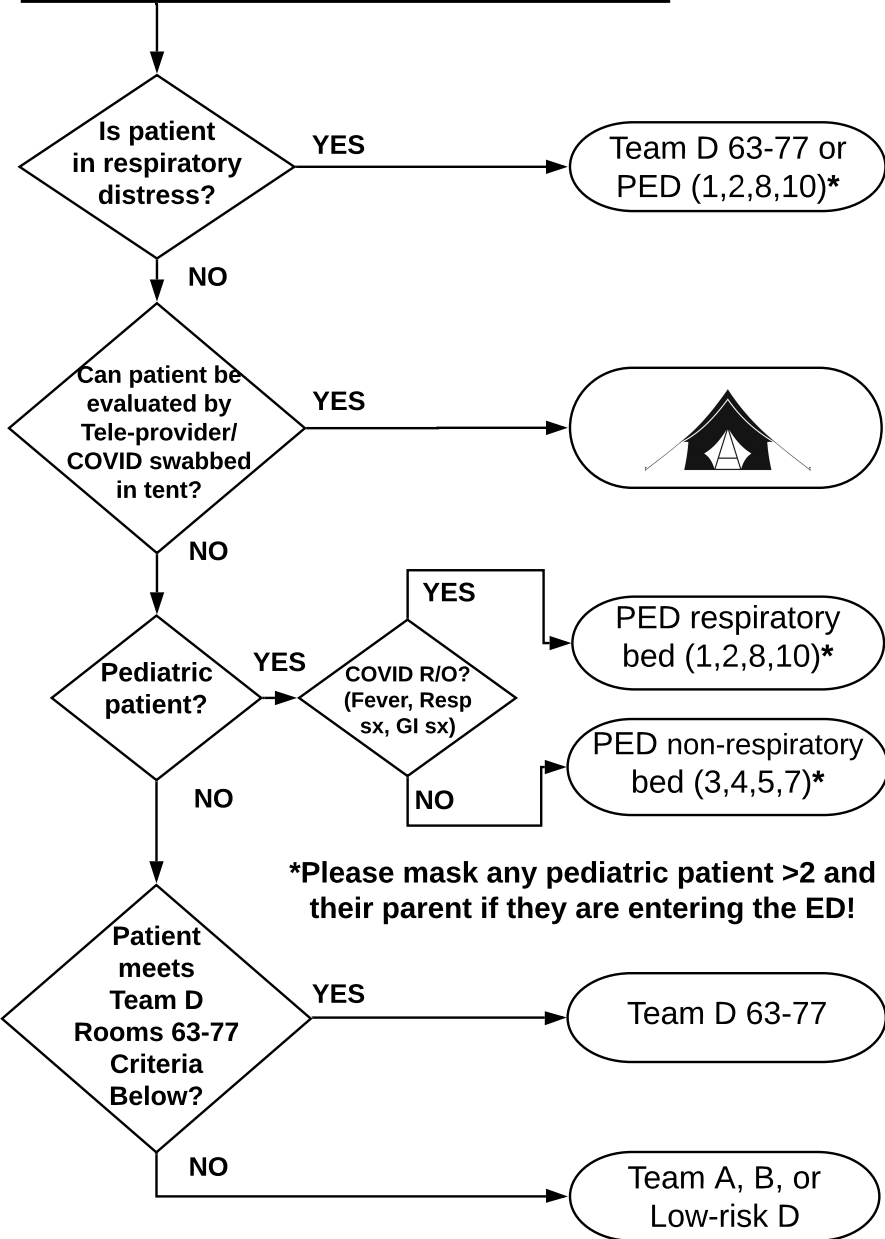 Is patient
in respiratory
distress?
YES
Team D 63-77 or
PED (1,2,8,10)*
NO
Can patient be
evaluated by
Tele-provider/
COVID swabbed
in tent?
YES
NO
Pediatric
patient?
YES
COVID R/O?
(Fever, Resp
sx, GI sx)
YES
PED respiratory
bed (1,2,8,10)*
NO
PED non-respiratory
bed (3,4,5,7)*
NO
*Please mask any pediatric patient >2 and
their parent if they are entering the ED!
Patient
meets
Team D
Rooms 63-77
Criteria
Below?
YES
Team D 63-77
NO
Team A, B, or
Low-risk D